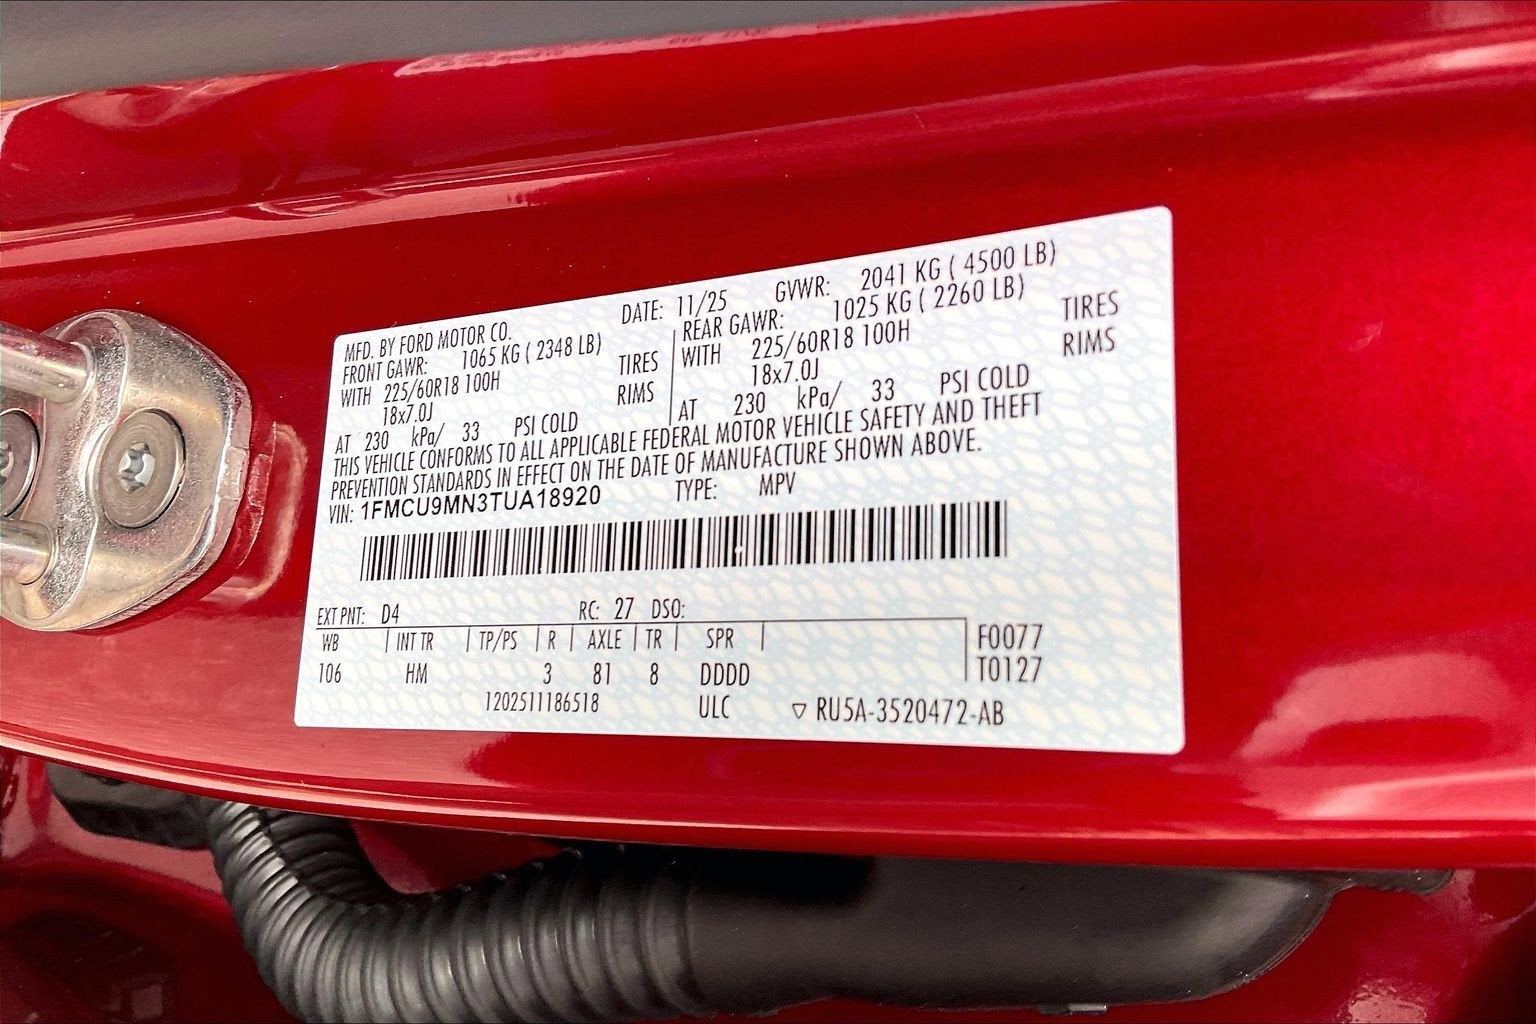 MFD. BY FORD MOTOR CO. DATE: 11/25 GVWR: 2041 KG ( 4500 LB)
FRONT GAWR: 1065 KG ( 2348 LB) REAR GAWR: 1025 KG ( 2260 LB)
WITH 225/60R18 100H TIRES WITH 225/60R18 100H TIRES
18x7.0J RIMS 18x7.0J RIMS
AT 230 kPa/ 33 PSI COLD AT 230 kPa/ 33 PSI COLD
THIS VEHICLE CONFORMS TO ALL APPLICABLE FEDERAL MOTOR VEHICLE SAFETY AND THEFT
PREVENTION STANDARDS IN EFFECT ON THE DATE OF MANUFACTURE SHOWN ABOVE.
VIN: 1FMCU9MN3TUA18920 TYPE: MPV
EXT PNT: D4 RC: 27 DSO:
WB INT TR TP/PS R AXLE TR SPR F0077
106 HM 3 81 8 DDDD T0127
1202511186518 ULC ▽ RU5A-3520472-AB